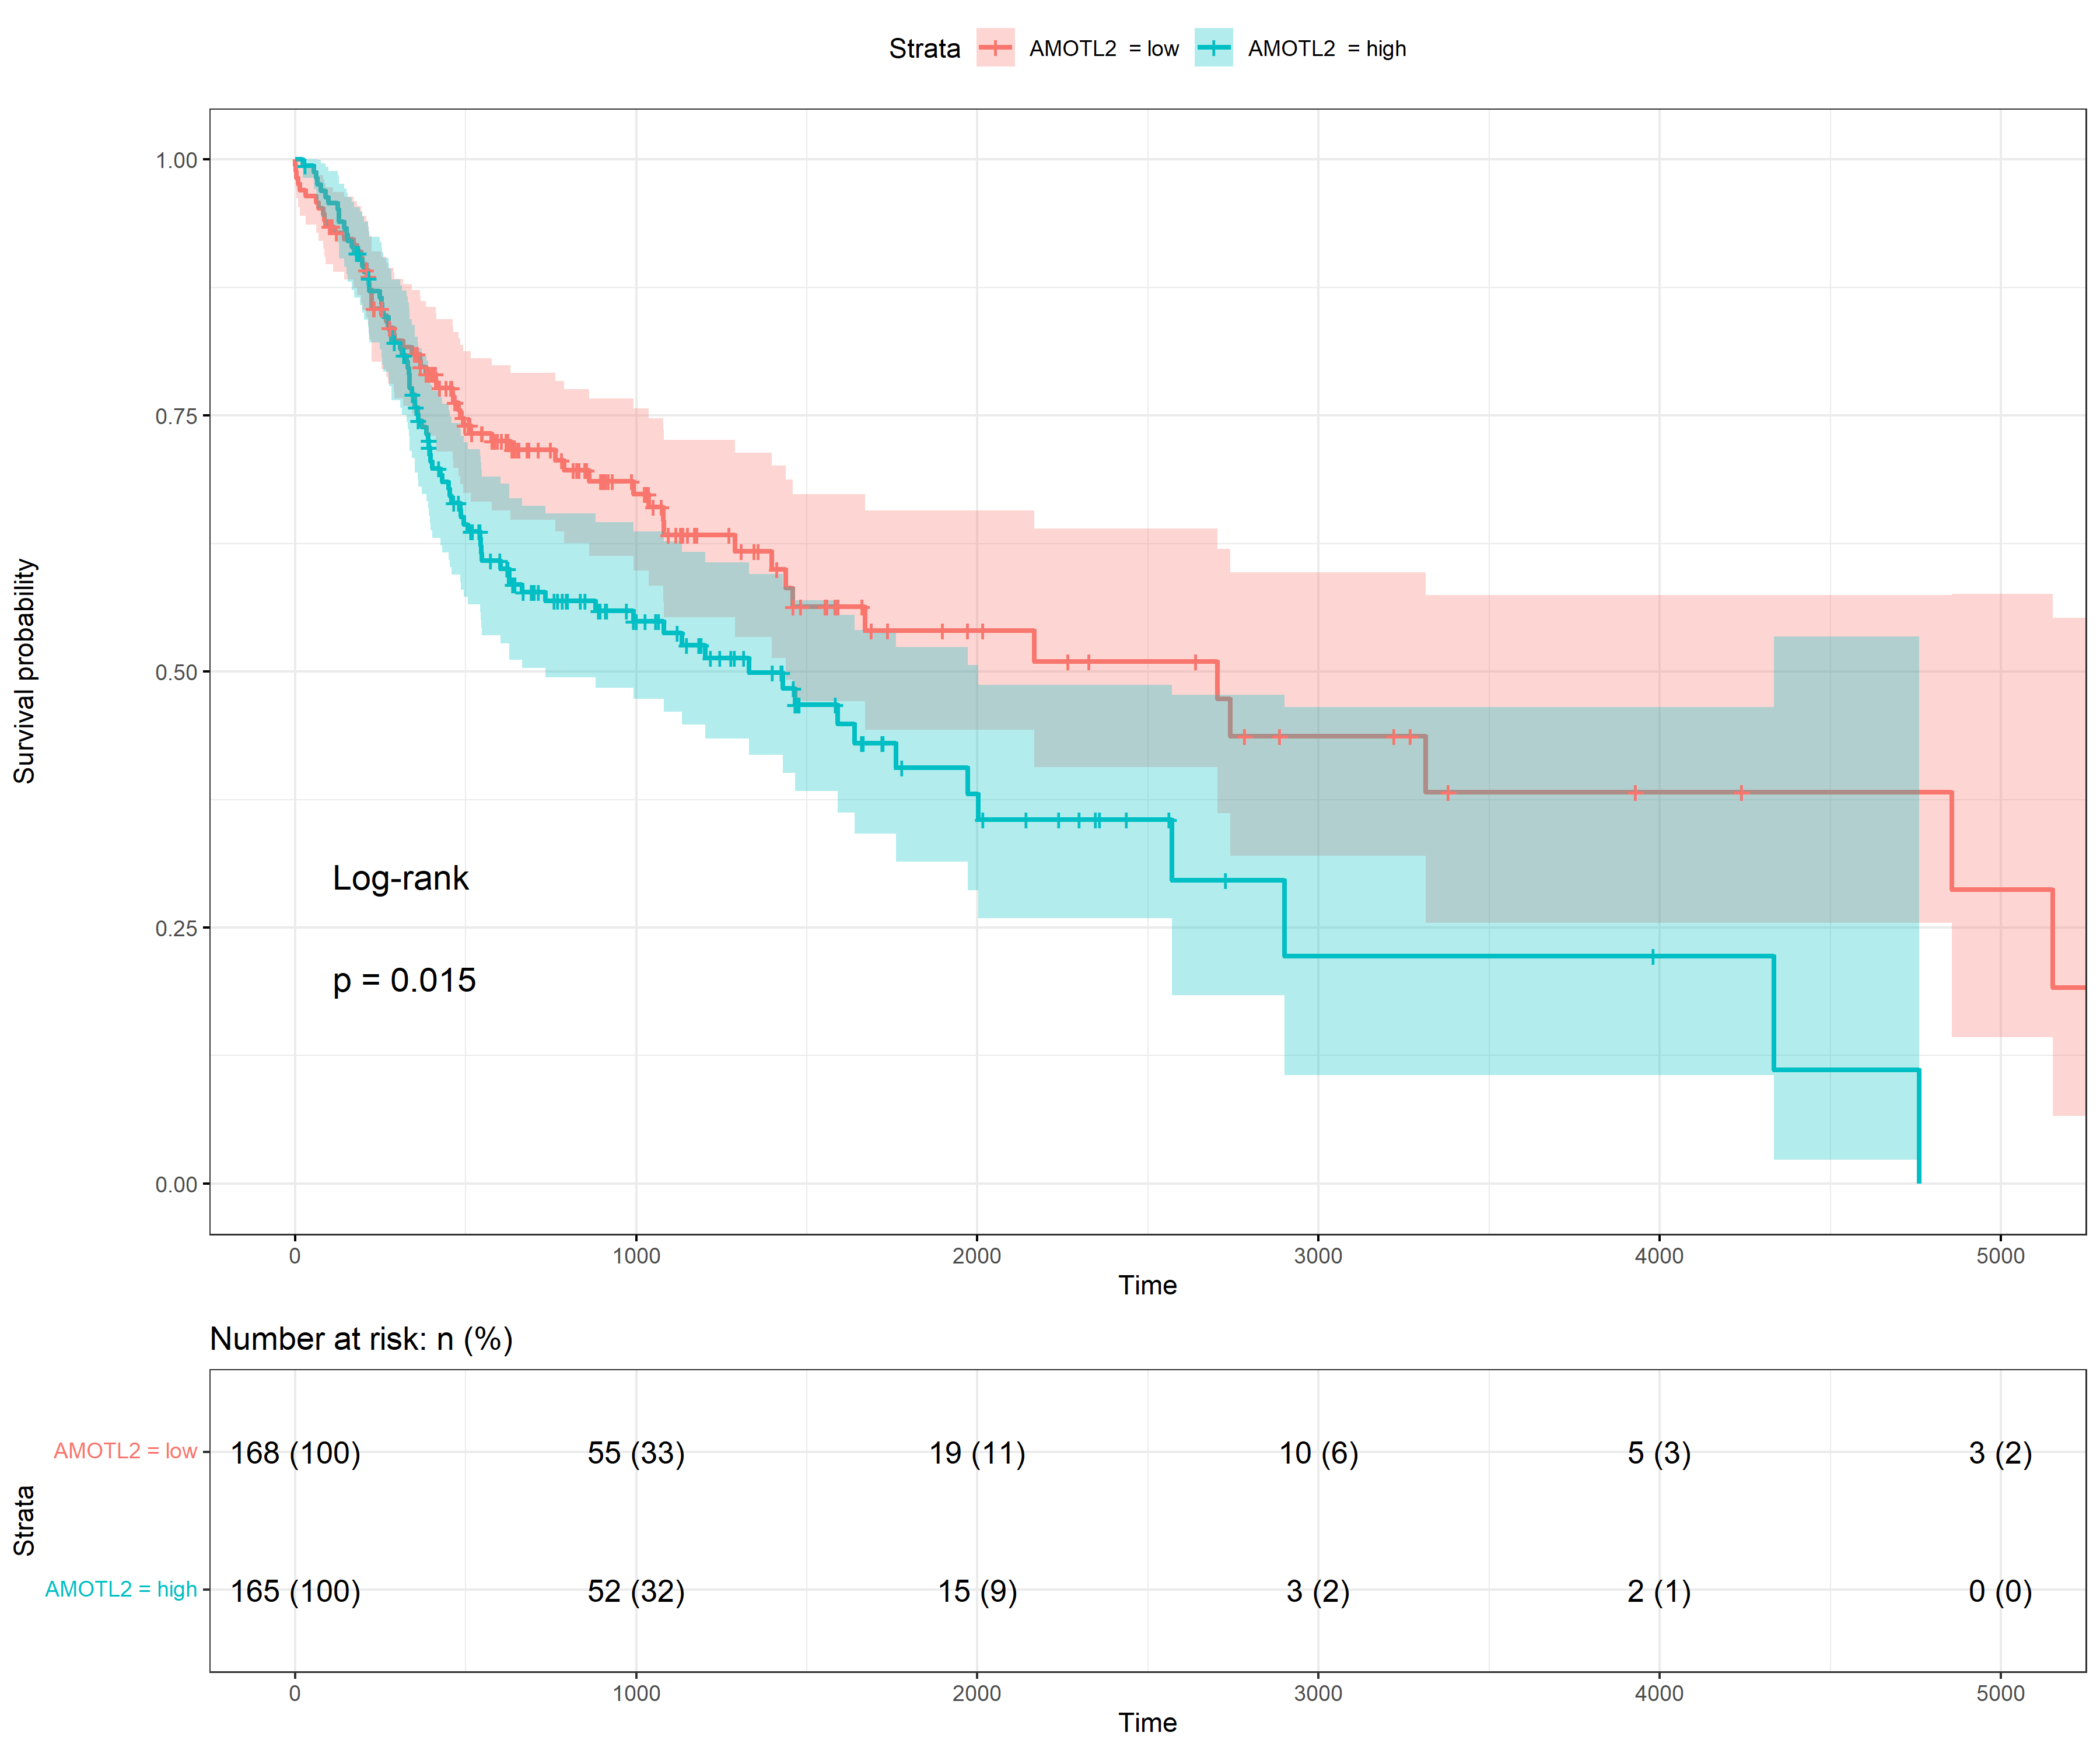 Strata AMOTL2 = low AMOTL2 = high
1.00
0.75
0.50
0.25
0.00
Survival probability
Log-rank
p = 0.015
0 1000 2000 3000 4000 5000
Time
Number at risk: n (%)
AMOTL2 = low 168 (100) 55 (33) 19 (11) 10 (6) 5 (3) 3 (2)
AMOTL2 = high 165 (100) 52 (32) 15 (9) 3 (2) 2 (1) 0 (0)
Strata
0 1000 2000 3000 4000 5000
Time